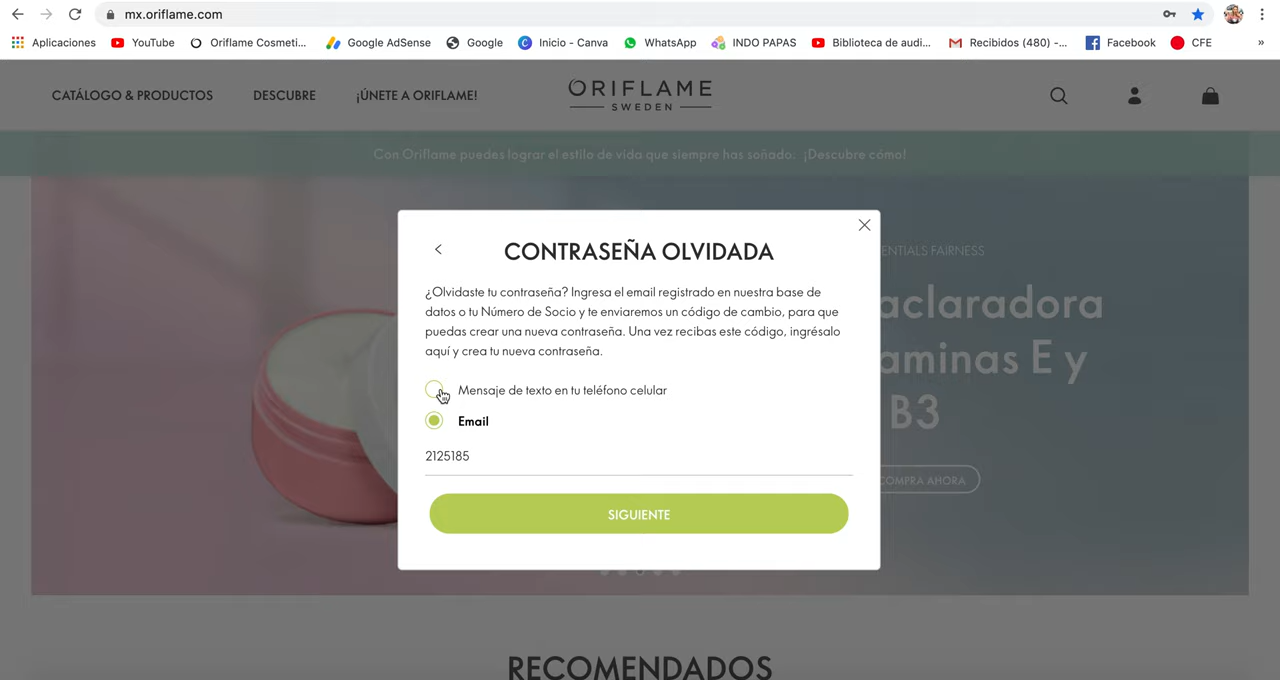 mx.oriflame.com
Aplicaciones YouTube Oriflame Cosmeti... Google AdSense Google Inicio - Canva WhatsApp INDO PAPAS Biblioteca de audi... Recibidos (480) -... Facebook CFE »
CATÁLOGO & PRODUCTOS DESCUBRE ¡ÚNETE A ORIFLAME! ORIFLAME
SWEDEN
Con Oriflame puedes lograr el estilo de vida que siempre has soñado. ¡Descubre cómo!
CONTRASEÑA OLVIDADA
¿Olvidaste tu contraseña? Ingresa el email registrado en nuestra base de
datos o tu Número de Socio y te enviaremos un código de cambio, para que
puedas crear una nueva contraseña. Una vez recibas este código, ingrésalo
aquí y crea tu nueva contraseña.
Mensaje de texto en tu teléfono celular
Email
2125185
SIGUIENTE
ENTIALS FAIRNESS
aclaradora
aminas E y
B3
COMPRA AHORA
RECOMENDADOS